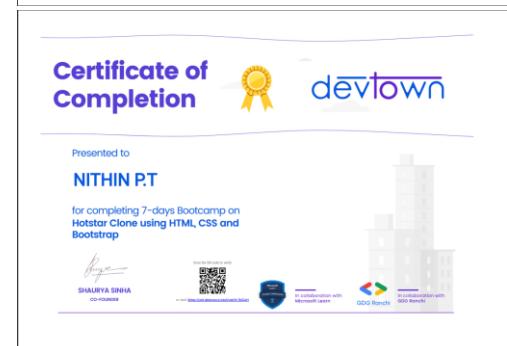 Certificate of
Completion
devtown
Presented to
NITHIN P.T
for completing 7-days Bootcamp on
Hotstar Clone using HTML, CSS and
Bootstrap
SHAURYA SINHA
CO-FOUNDER
In collaboration with
Microsoft Learn
GDG Ranchi
In collaboration with
GDG Ranchi